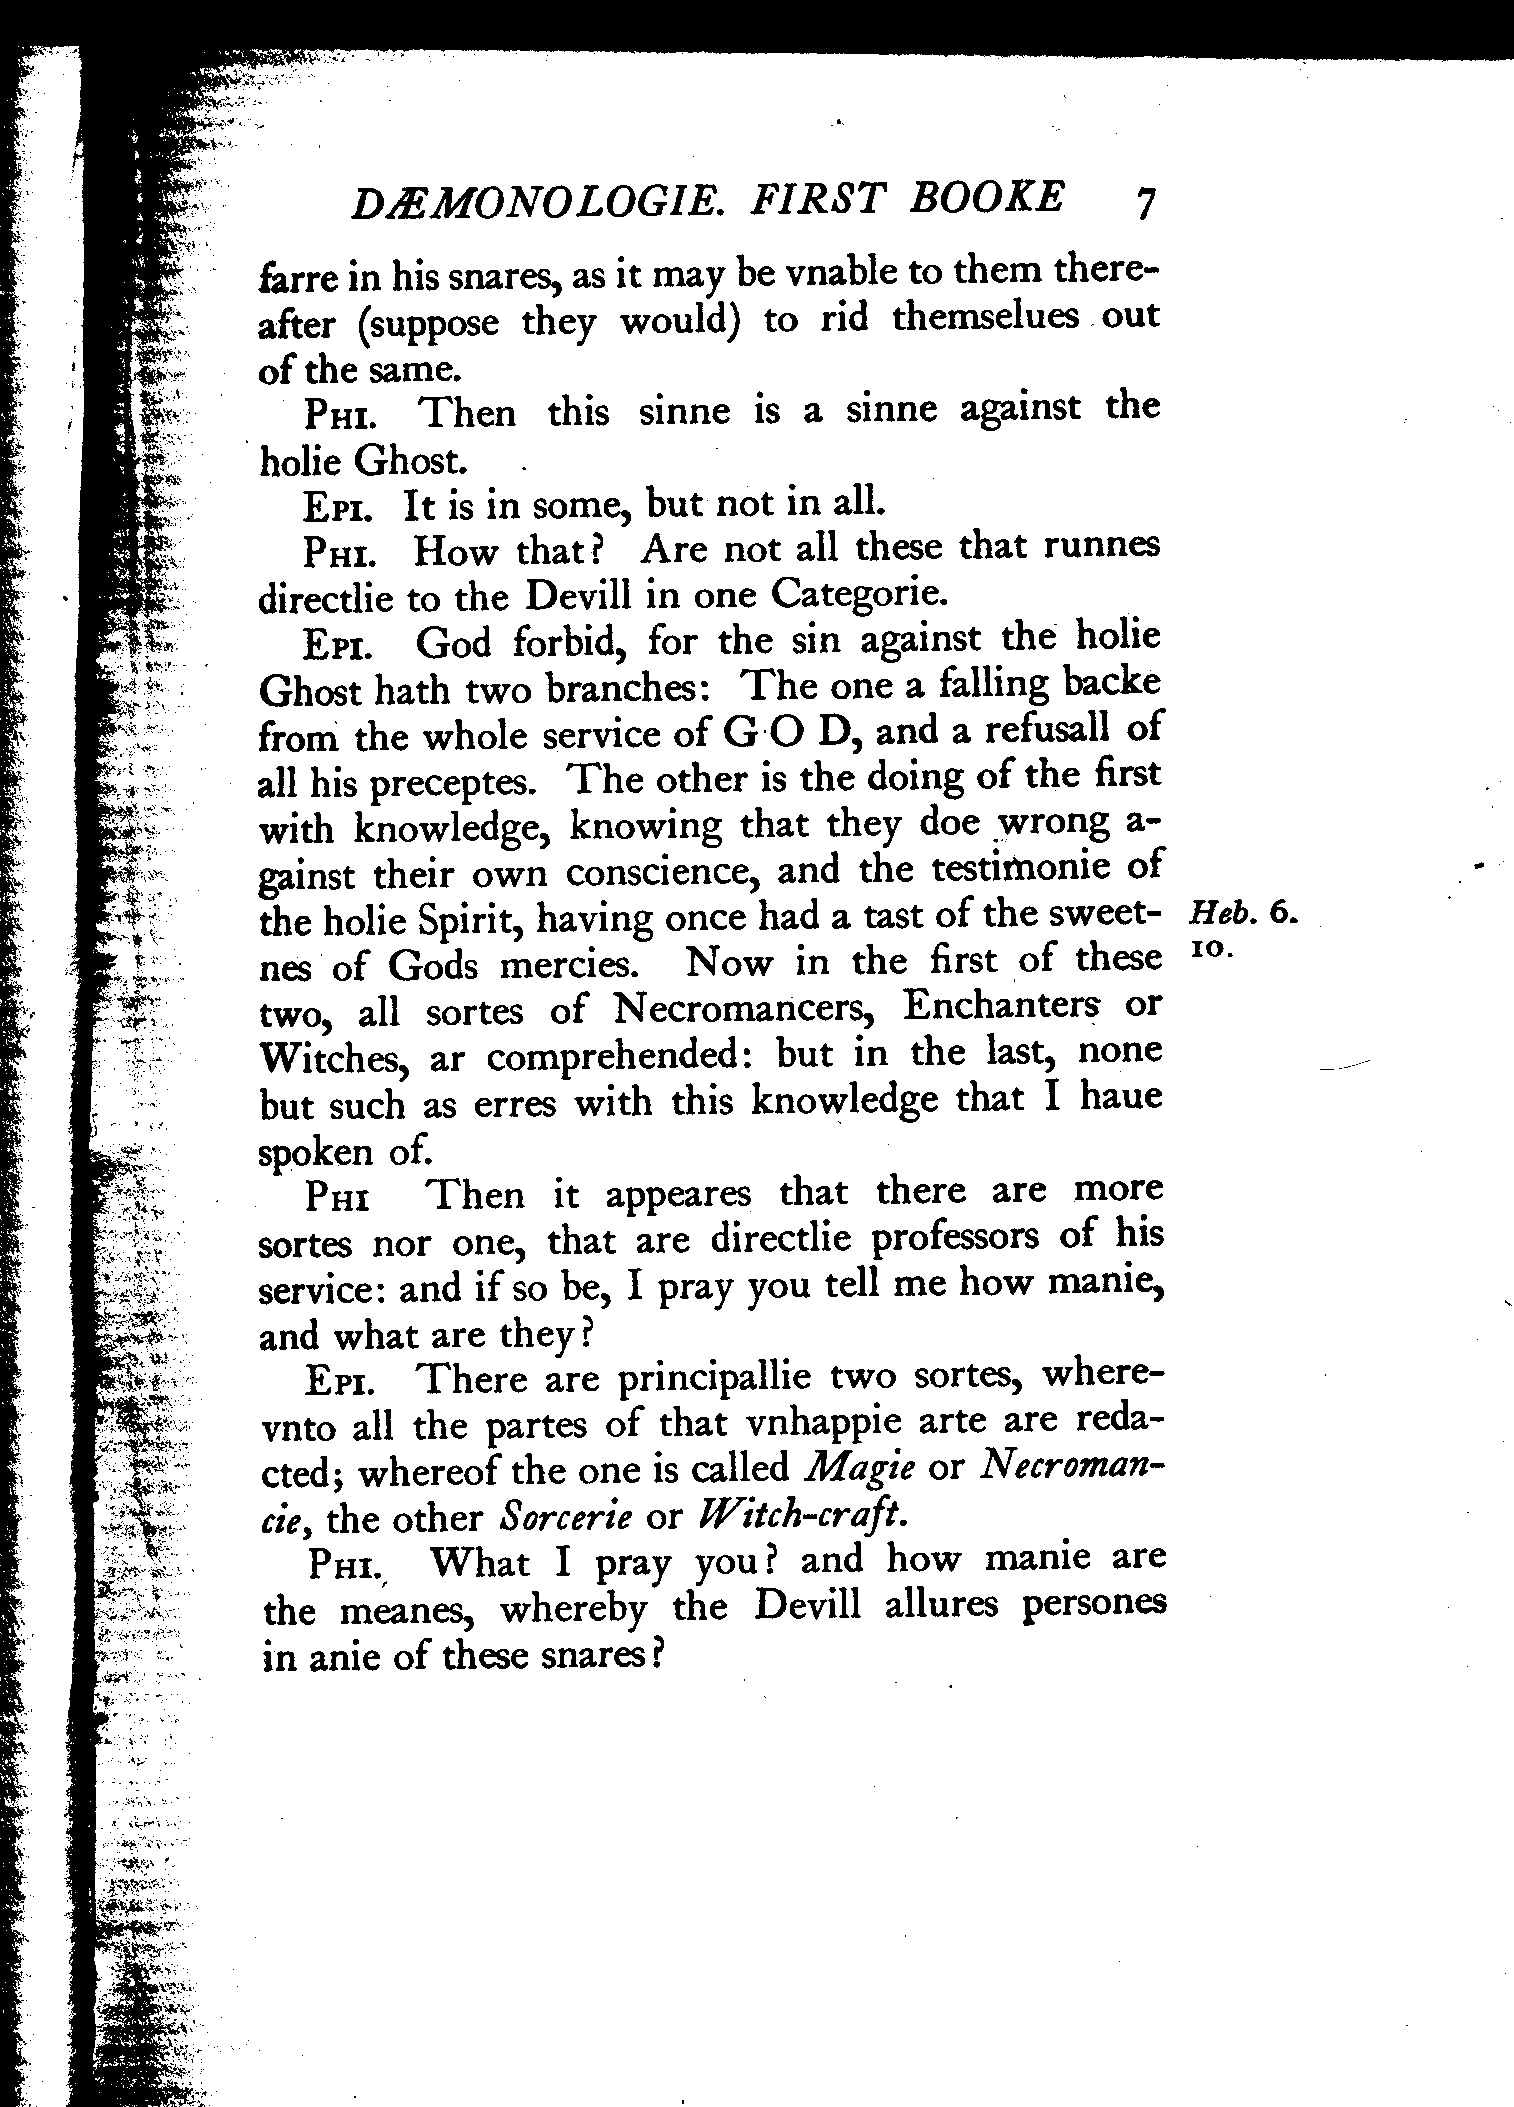 DÆMONOLOGIE. FIRST BOOKE 7
farre in his snares, as it may be vnable to them there-
after (suppose they would) to rid themselues out
of the same.
PHI. Then this sinne is a sinne against the
holie Ghost.
EPI. It is in some, but not in all.
PHI. How that? Are not all these that runnes
directlie to the Devill in one Categorie.
EPI. God forbid, for the sin against the holie
Ghost hath two branches: The one a falling backe
from the whole service of G O D, and a refusall of
all his preceptes. The other is the doing of the first
with knowledge, knowing that they doe wrong a-
gainst their own conscience, and the testimonie of
the holie Spirit, having once had a tast of the sweet- Heb. 6.
nes of Gods mercies. Now in the first of these 10.
two, all sortes of Necromancers, Enchanters or
Witches, ar comprehended: but in the last, none
but such as erres with this knowledge that I haue
spoken of.
PHI Then it appeares that there are more
sortes nor one, that are directlie professors of his
service: and if so be, I pray you tell me how manie,
and what are they?
EPI. There are principallie two sortes, where-
vnto all the partes of that vnhappie arte are reda-
cted; whereof the one is called Magie or Necroman-
cie, the other Sorcerie or Witch-craft.
PHI. What I pray you? and how manie are
the meanes, whereby the Devill allures persones
in anie of these snares?